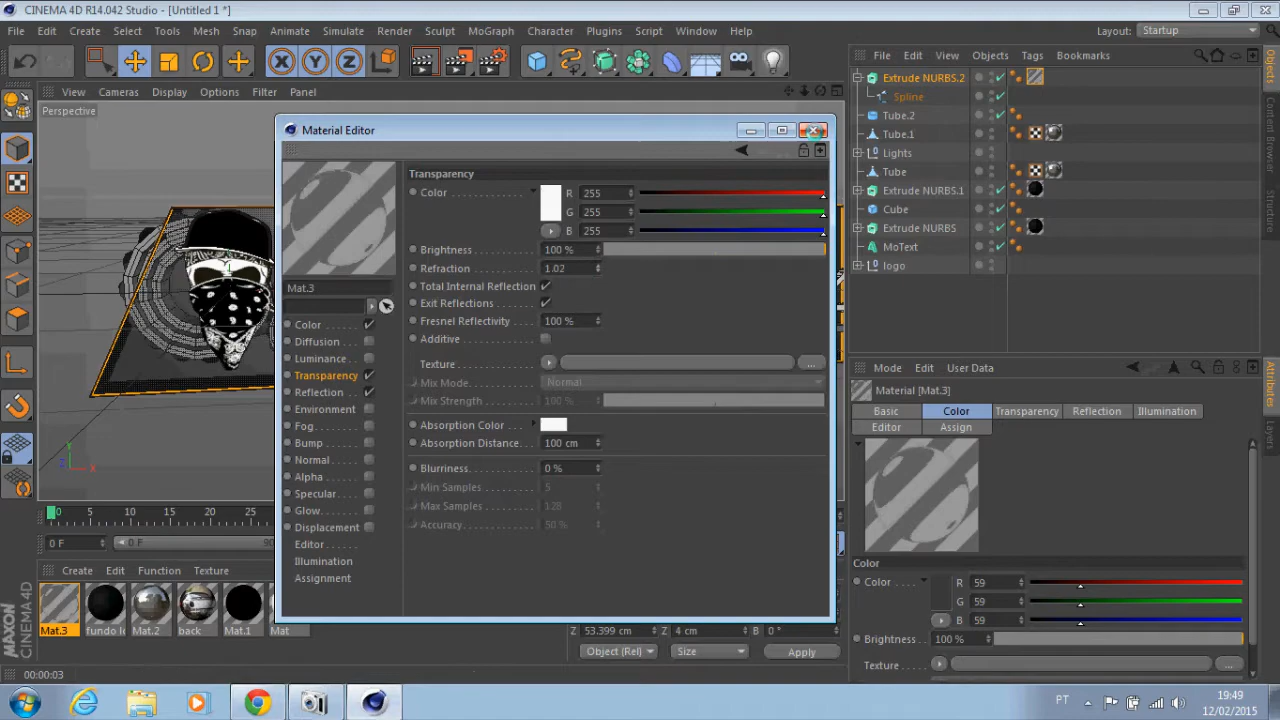 CINEMA 4D R14.042 Studio - [Untitled 1 *]
File Edit Create Select Tools Mesh Snap Animate Simulate Render Sculpt MoGraph Character Plugins Script Window Help Layout: Startup
File Edit View Objects Tags Bookmarks
Extrude NURBS.2
Spline
Tube.2
Tube.1
Lights
Tube
Extrude NURBS.1
Cube
Extrude NURBS
MoText
logo
Objects
Content Browser
Structure
View Cameras Display Options Filter Panel
Perspective
Material Editor
Mat.3
Color
Diffusion
Luminance
Transparency
Reflection
Environment
Fog
Bump
Normal
Alpha
Specular
Glow
Displacement
Editor
Illumination
Assignment
Transparency
Color R 255
G 255
B 255
Brightness 100 %
Refraction 1.02
Total Internal Reflection
Exit Reflections
Fresnel Reflectivity 100 %
Additive
Texture ...
Mix Mode Normal
Mix Strength 100 %
Absorption Color
Absorption Distance 100 cm
Blurriness 0 %
Min Samples 5
Max Samples 128
Accuracy 50 %
Mode Edit User Data
Material [Mat.3]
Basic Color Transparency Reflection Illumination
Editor Assign
Color
Color R 59
G 59
B 59
Brightness 100 %
Texture ...
Attributes
Layers
Y
Z X
0 5 10 15 20 25
0 F 0 F 90
Create Edit Function Texture
Mat.3 fundo le Mat.2 back Mat.1 Mat
Z 53.399 cm Z 4 cm B 0 °
Object (Rel) Size Apply
MAXON
CINEMA 4D
00:00:03
PT 19:49
12/02/2015